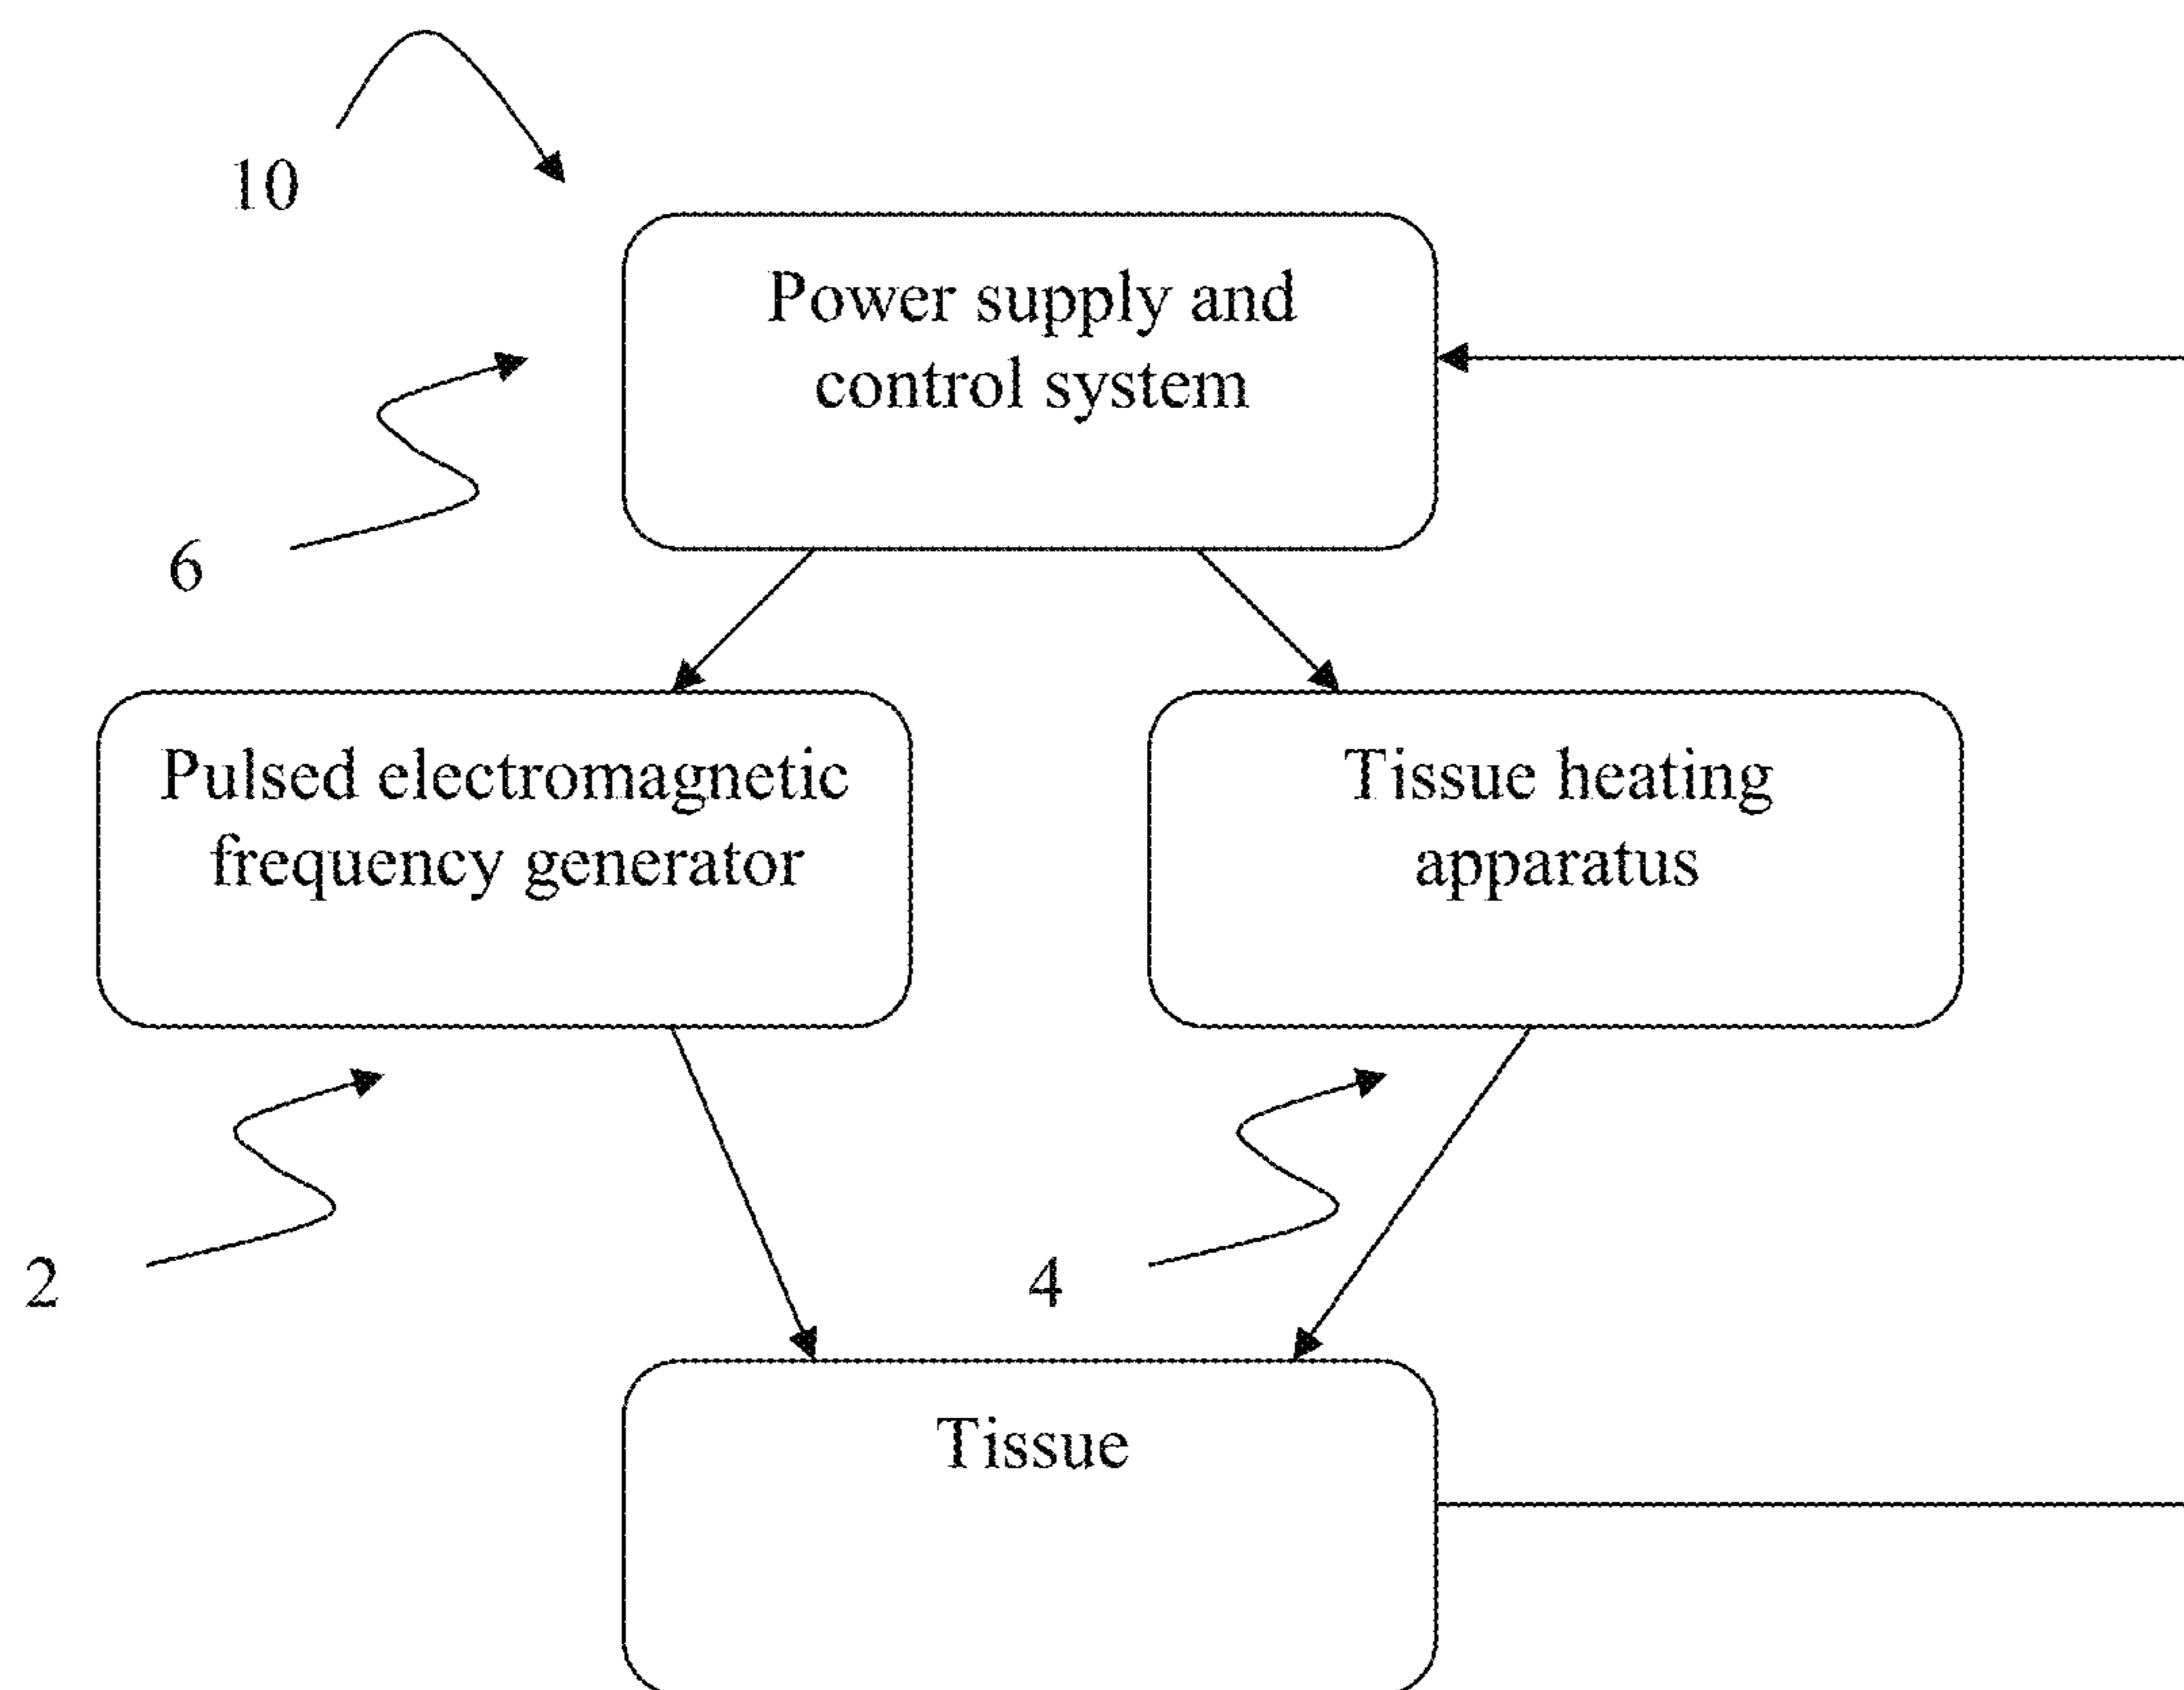 10
Power supply and
control system
6
Pulsed electromagnetic
frequency generator
Tissue heating
apparatus
2
4
Tissue